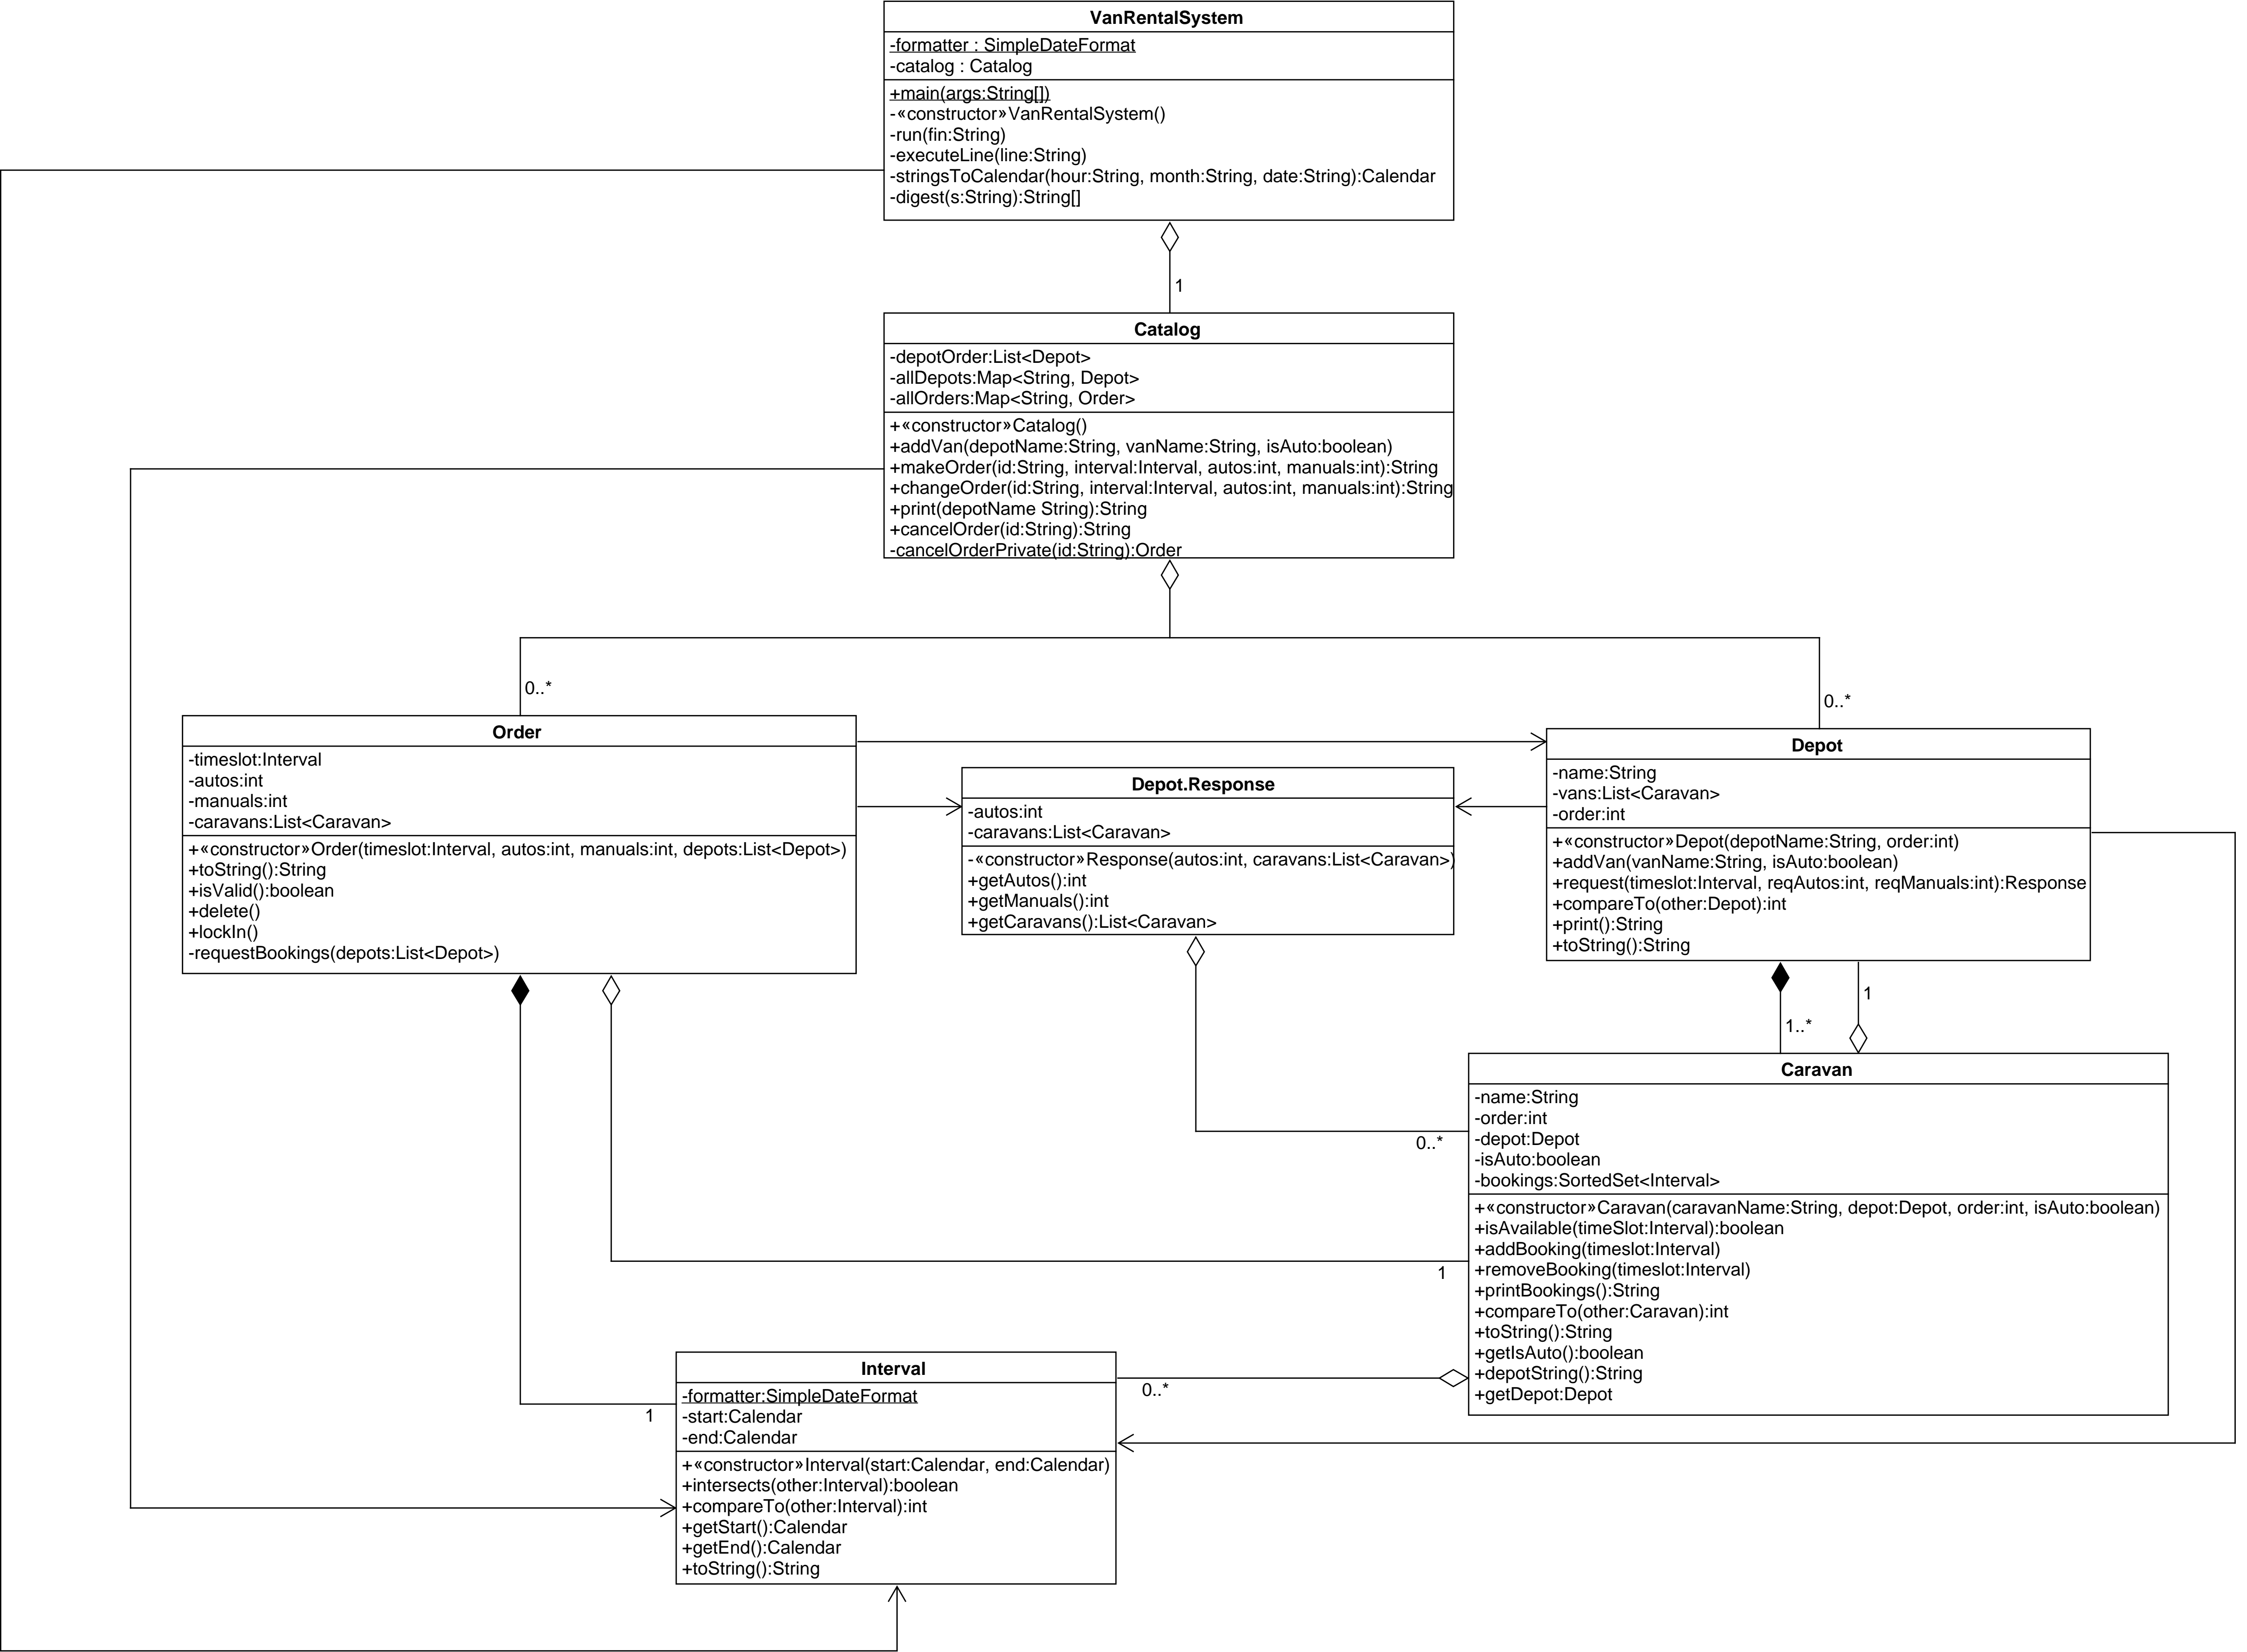 VanRentalSystem
-formatter : SimpleDateFormat
-catalog : Catalog
+main(args:String[])
-«constructor»VanRentalSystem()
-run(fin:String)
-executeLine(line:String)
-stringsToCalendar(hour:String, month:String, date:String):Calendar
-digest(s:String):String[]
1
Catalog
-depotOrder:List<Depot>
-allDepots:Map<String, Depot>
-allOrders:Map<String, Order>
+«constructor»Catalog()
+addVan(depotName:String, vanName:String, isAuto:boolean)
+makeOrder(id:String, interval:Interval, autos:int, manuals:int):String
+changeOrder(id:String, interval:Interval, autos:int, manuals:int):String
+print(depotName String):String
+cancelOrder(id:String):String
-cancelOrderPrivate(id:String):Order
0..*
0..*
Order
-timeslot:Interval
-autos:int
-manuals:int
-caravans:List<Caravan>
+«constructor»Order(timeslot:Interval, autos:int, manuals:int, depots:List<Depot>)
+toString():String
+isValid():boolean
+delete()
+lockIn()
-requestBookings(depots:List<Depot>)
Depot.Response
-autos:int
-caravans:List<Caravan>
-«constructor»Response(autos:int, caravans:List<Caravan>)
+getAutos():int
+getManuals():int
+getCaravans():List<Caravan>
Depot
-name:String
-vans:List<Caravan>
-order:int
+«constructor»Depot(depotName:String, order:int)
+addVan(vanName:String, isAuto:boolean)
+request(timeslot:Interval, reqAutos:int, reqManuals:int):Response
+compareTo(other:Depot):int
+print():String
+toString():String
1
1..*
Caravan
-name:String
-order:int
-depot:Depot
-isAuto:boolean
-bookings:SortedSet<Interval>
+«constructor»Caravan(caravanName:String, depot:Depot, order:int, isAuto:boolean)
+isAvailable(timeSlot:Interval):boolean
+addBooking(timeslot:Interval)
+removeBooking(timeslot:Interval)
+printBookings():String
+compareTo(other:Caravan):int
+toString():String
+getIsAuto():boolean
+depotString():String
+getDepot:Depot
0..*
1
0..*
1
Interval
-formatter:SimpleDateFormat
-start:Calendar
-end:Calendar
+«constructor»Interval(start:Calendar, end:Calendar)
+intersects(other:Interval):boolean
+compareTo(other:Interval):int
+getStart():Calendar
+getEnd():Calendar
+toString():String